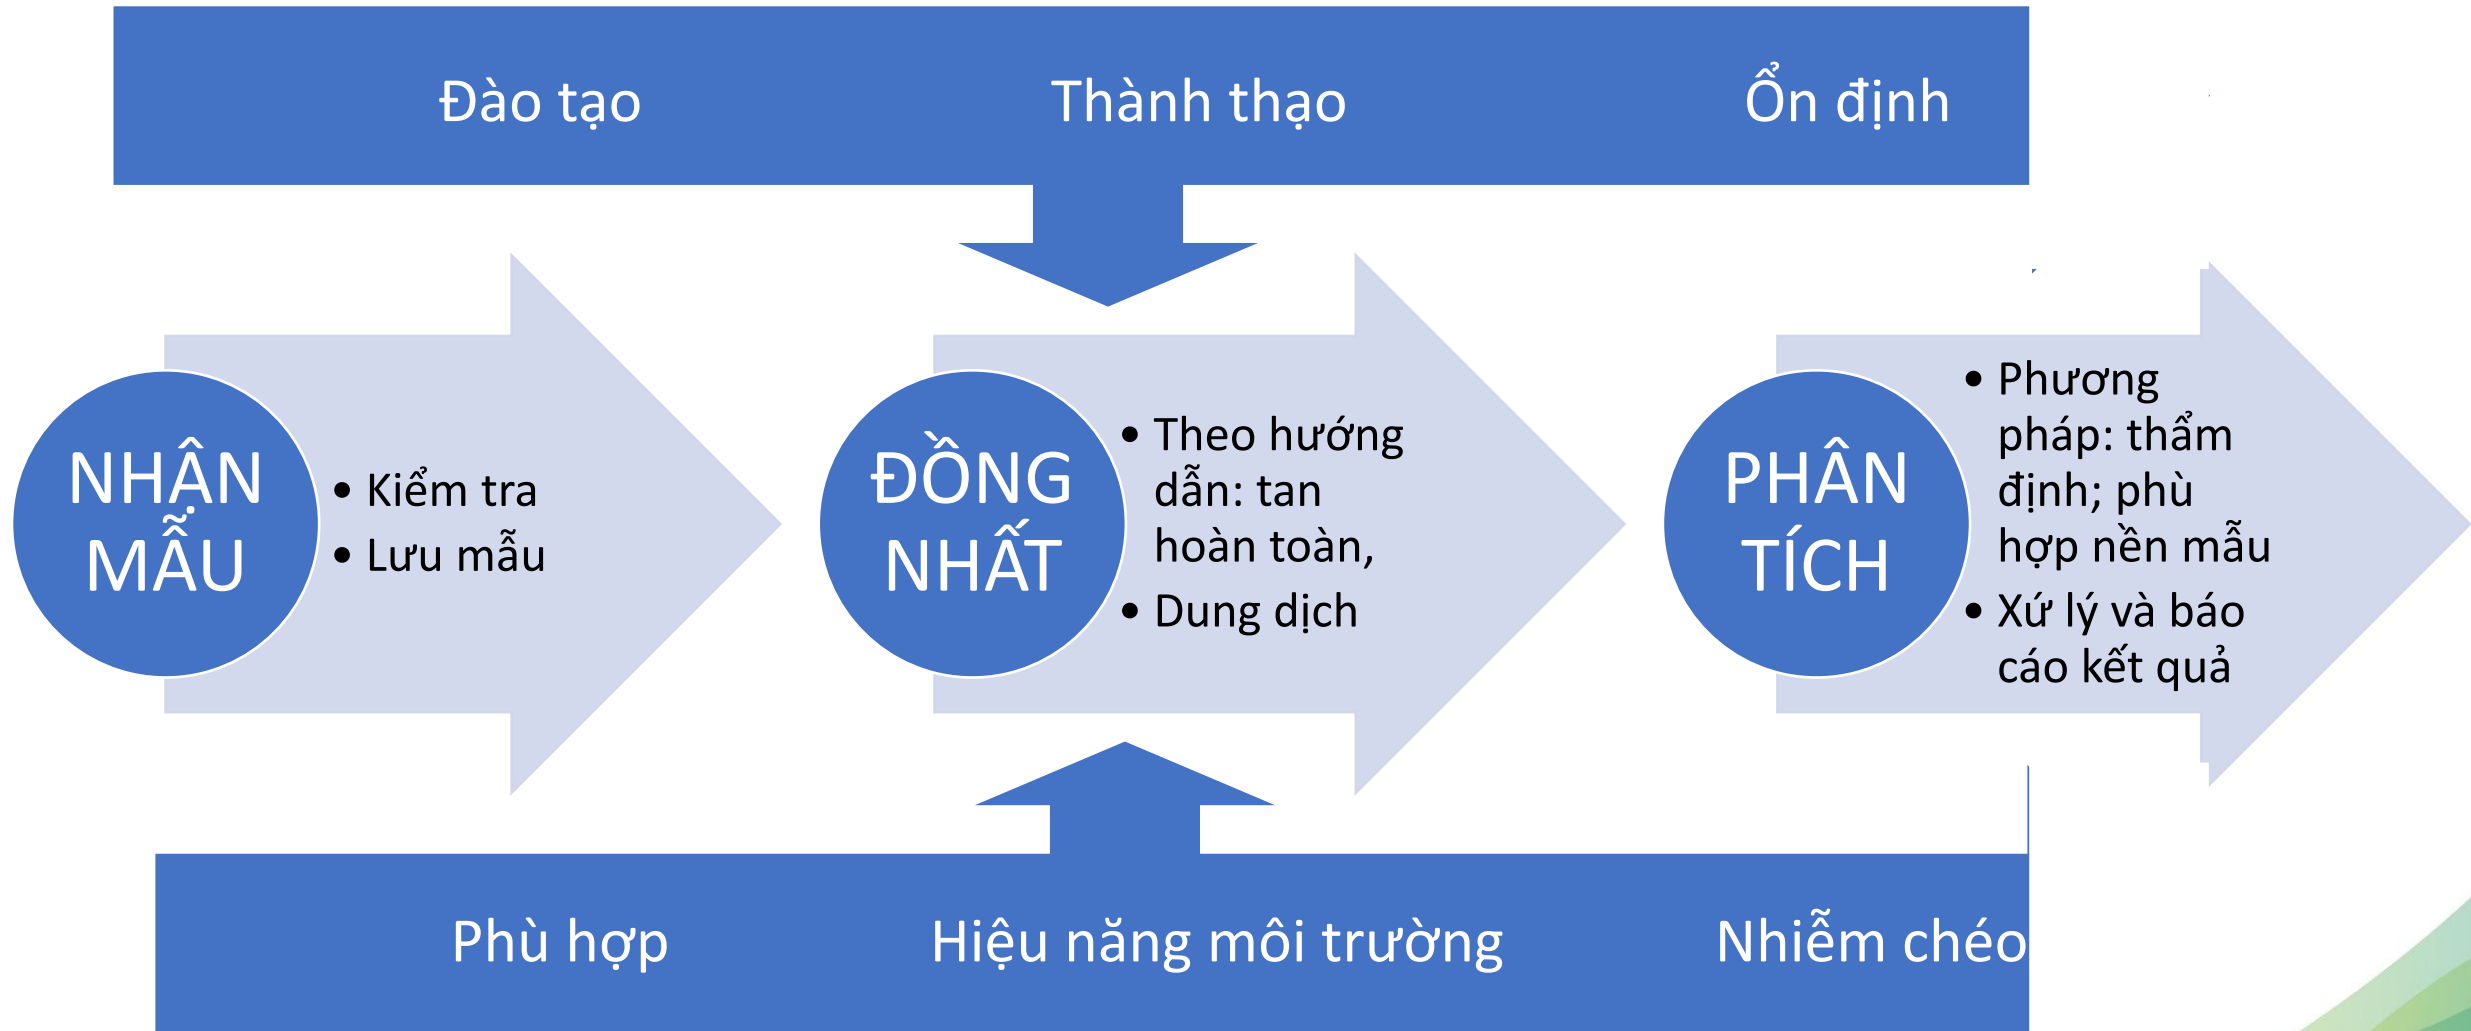 Đào tạo
Thành thạo
Ổn định
NHẬN
MẪU
• Kiểm tra
• Lưu mẫu
ĐỒNG
NHẤT
• Theo hướng
dẫn: tan
hoàn toàn,
• Dung dịch
PHÂN
TÍCH
• Phương
pháp: thẩm
định; phù
hợp nền mẫu
• Xứ lý và báo
cáo kết quả
Phù hợp
Hiệu năng môi trường
Nhiễm chéo